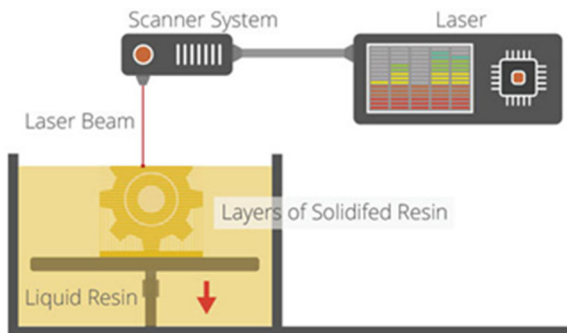 Scanner System
Laser
Laser Beam
Layers of Solidifed Resin
Liquid Resin